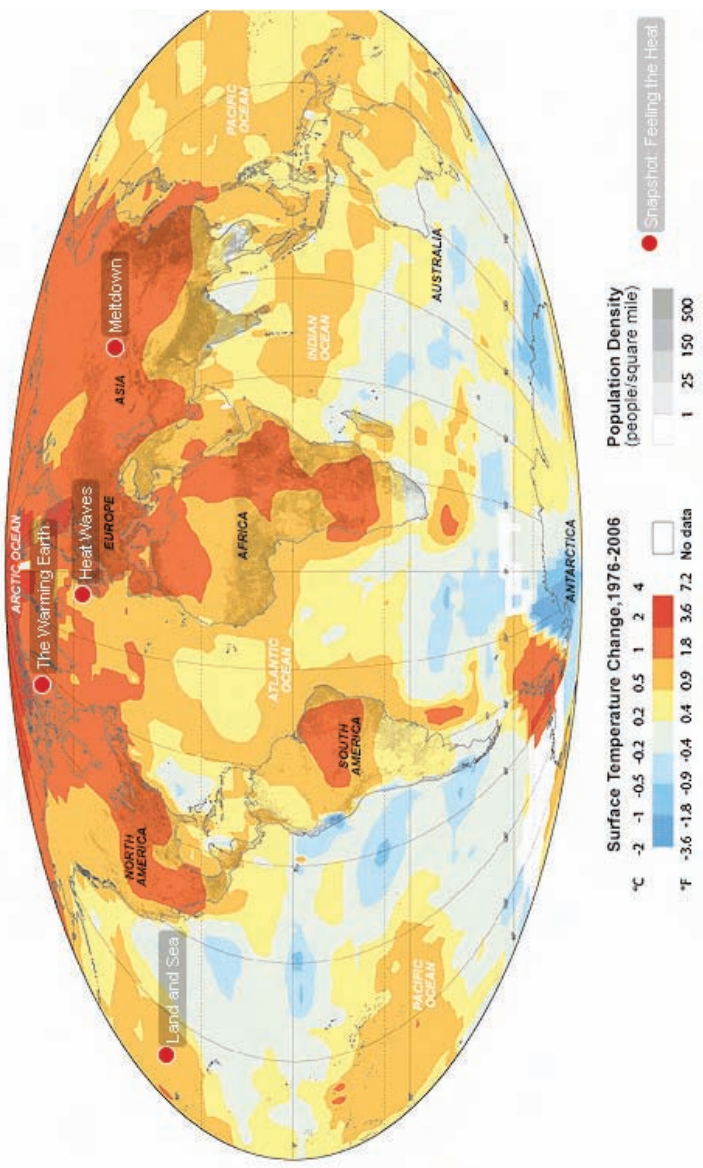 ARCTIC OCEAN
The Warming Earth
Heat Waves
EUROPE
Meltdown
ASIA
Land and Sea
NORTH
AMERICA
ATLANTIC
OCEAN
AFRICA
PACIFIC
OCEAN
INDIAN
OCEAN
SOUTH
AMERICA
PACIFIC
OCEAN
AUSTRALIA
ANTARCTICA
Surface Temperature Change,1976-2006
°C -2 -1 -0.5 -0.2 0.2 0.5 1 2 4
°F -3.6 -1.8 -0.9 -0.4 0.4 0.9 1.8 3.6 7.2
No data
Population Density
(people/square mile)
1 25 150 500
Snapshot: Feeling the Heat